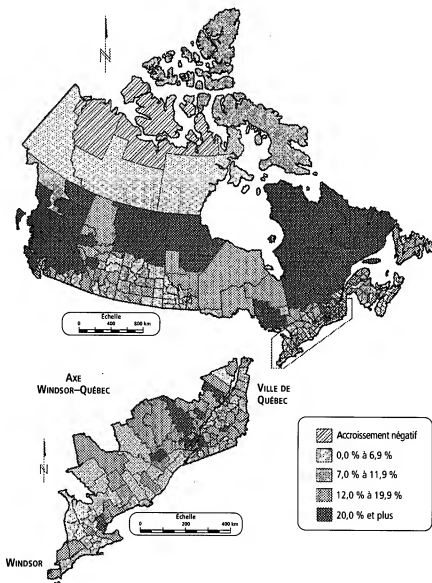 N
Échelle
0 400 800 km
AXE
WINDSOR–QUÉBEC
VILLE DE
QUÉBEC
N
Échelle
0 200 400 km
WINDSOR
Accroissement négatif
0,0 % à 6,9 %
7,0 % à 11,9 %
12,0 % à 19,9 %
20,0 % et plus